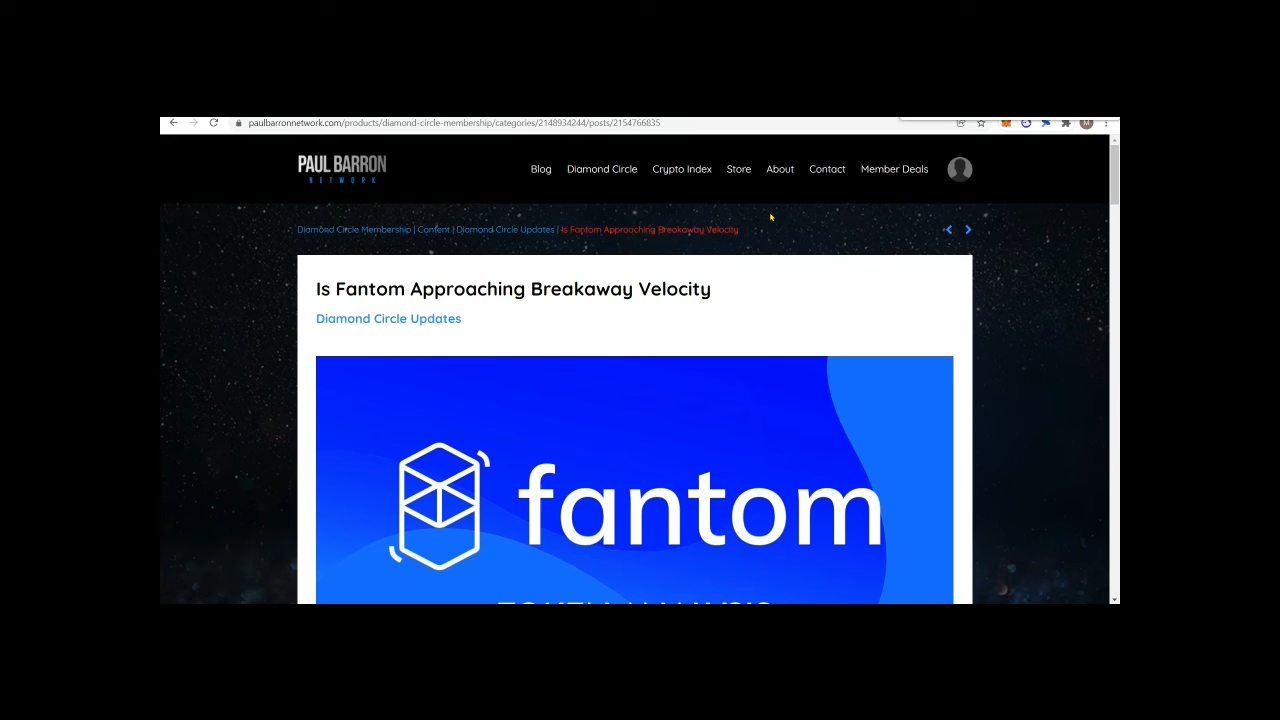 paulbarronnetwork.com/products/diamond-circle-membership/categories/2148934244/posts/2154766835
M
PAUL BARRON
NETWORK
Blog Diamond Circle Crypto Index Store About Contact Member Deals
Diamond Circle Membership | Content | Diamond Circle Updates | Is Fantom Approaching Breakaway Velocity
Is Fantom Approaching Breakaway Velocity
Diamond Circle Updates
fantom
TOKEN ANALYSIS